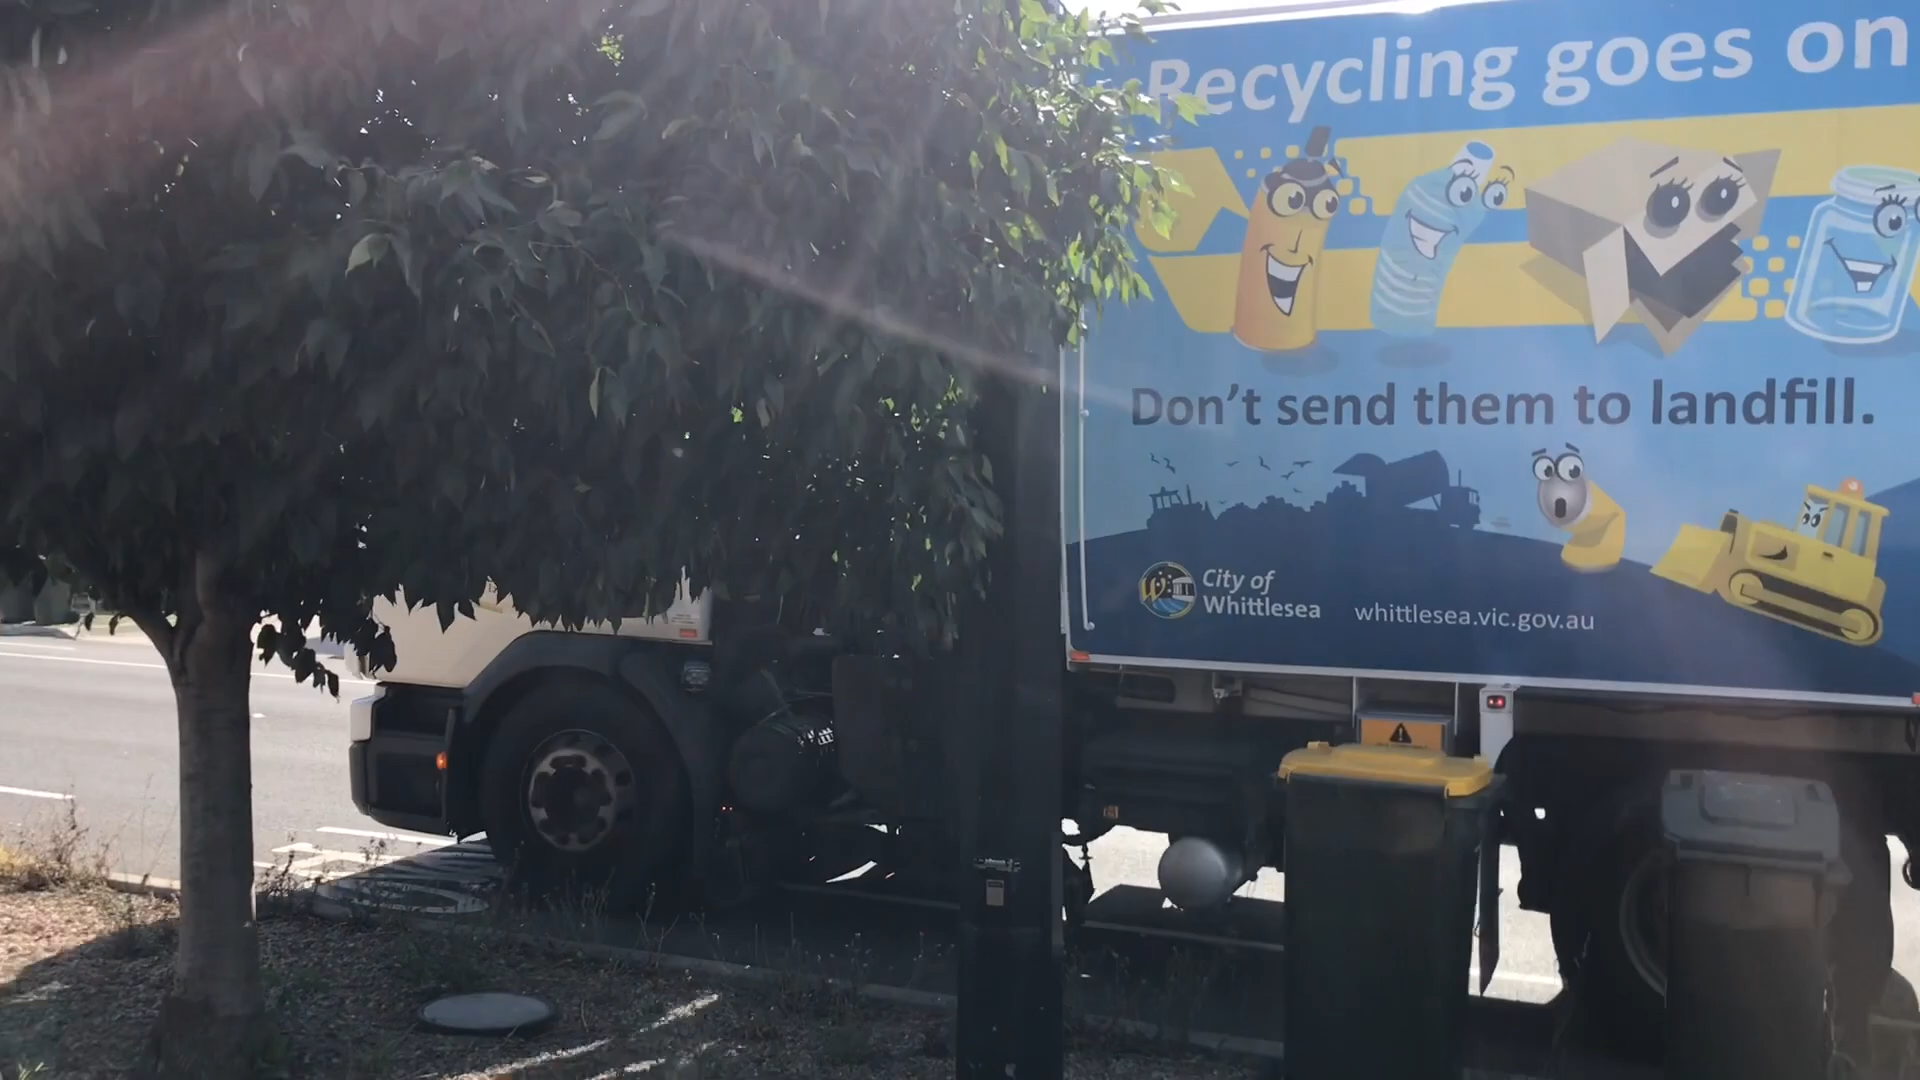 Recycling goes on
Don't send them to landfill.
City of
Whittlesea
whittlesea.vic.gov.au